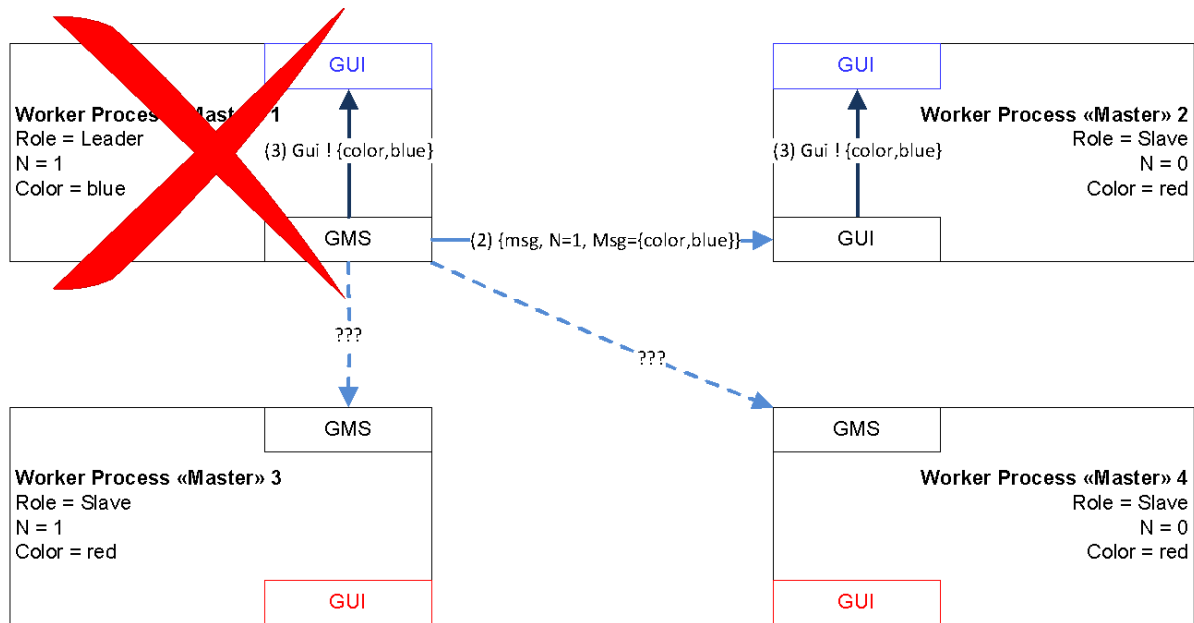 GUI
Worker Process «Master» 1
Role = Leader
N = 1
Color = blue
(3) Gui ! {color,blue}
GMS
(2) {msg, N=1, Msg={color,blue}}
GUI
Worker Process «Master» 2
Role = Slave
N = 0
Color = red
(3) Gui ! {color,blue}
GUI
???
???
GMS
Worker Process «Master» 3
Role = Slave
N = 1
Color = red
GUI
GMS
Worker Process «Master» 4
Role = Slave
N = 0
Color = red
GUI